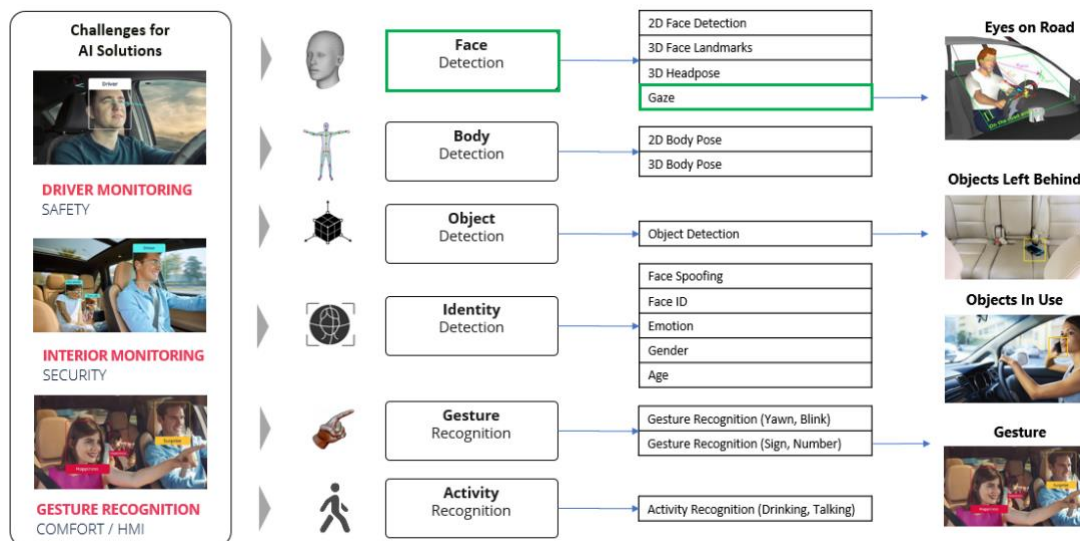 Challenges for
AI Solutions
Driver
DRIVER MONITORING
SAFETY
INTERIOR MONITORING
SECURITY
Surprise
Happiness
GESTURE RECOGNITION
COMFORT / HMI
Face
Detection
2D Face Detection
3D Face Landmarks
3D Headpose
Gaze
Body
Detection
2D Body Pose
3D Body Pose
Object
Detection
Object Detection
Identity
Detection
Face Spoofing
Face ID
Emotion
Gender
Age
Gesture
Recognition
Gesture Recognition (Yawn, Blink)
Gesture Recognition (Sign, Number)
Activity
Recognition
Activity Recognition (Drinking, Talking)
Eyes on Road
Objects Left Behind
Objects In Use
Gesture